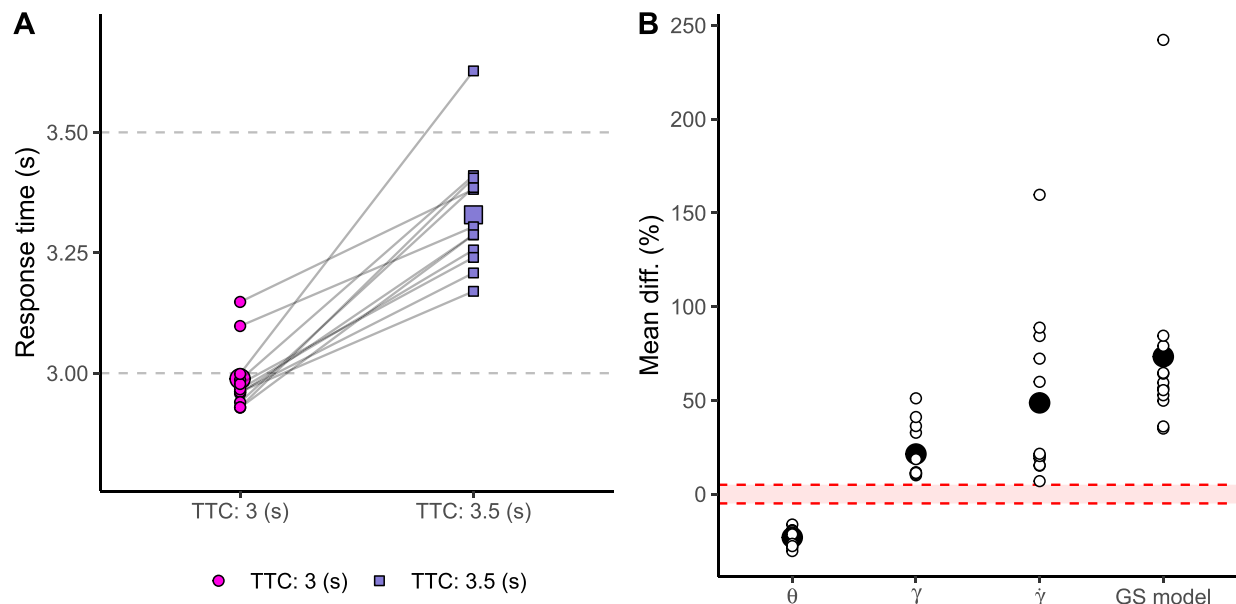 A
Response time (s)
3.50
3.25
3.00
TTC: 3 (s)
TTC: 3.5 (s)
TTC: 3 (s)
TTC: 3.5 (s)
B
Mean diff. (%)
250
200
150
100
50
0
θ
γ
γ̇
GS model